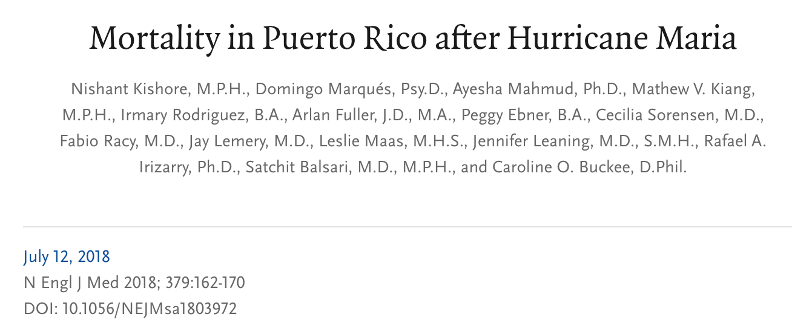 Mortality in Puerto Rico after Hurricane Maria
Nishant Kishore, M.P.H., Domingo Marqués, Psy.D., Ayesha Mahmud, Ph.D., Mathew V. Kiang,
M.P.H., Irmary Rodriguez, B.A., Arlan Fuller, J.D., M.A., Peggy Ebner, B.A., Cecilia Sorensen, M.D.,
Fabio Racy, M.D., Jay Lemery, M.D., Leslie Maas, M.H.S., Jennifer Leaning, M.D., S.M.H., Rafael A.
Irizarry, Ph.D., Satchit Balsari, M.D., M.P.H., and Caroline O. Buckee, D.Phil.
July 12, 2018
N Engl J Med 2018; 379:162-170
DOI: 10.1056/NEJMsa1803972